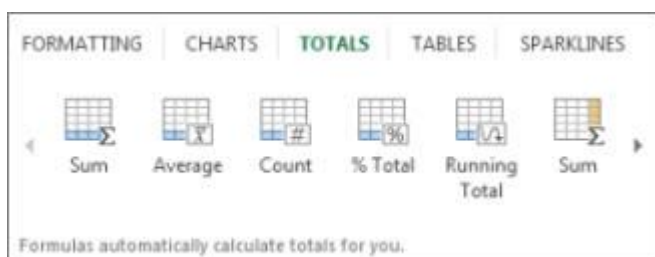 FORMATTING CHARTS TOTALS TABLES SPARKLINES
Σ x̅ # % Σ
Sum Average Count % Total Running Total Sum
Formulas automatically calculate totals for you.